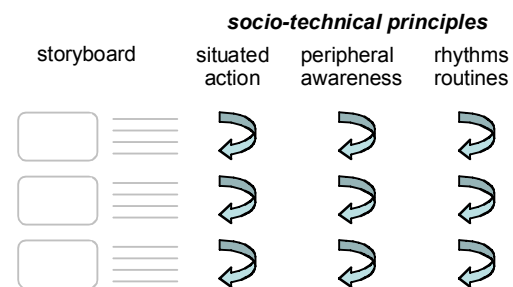 socio-technical principles
storyboard situated peripheral rhythms
action awareness routines